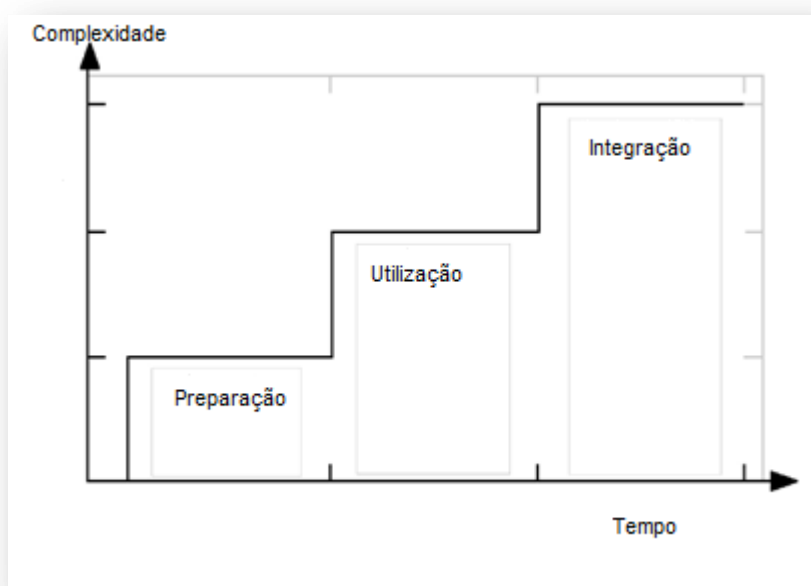 Complexidade
Integração
Utilização
Preparação
Tempo